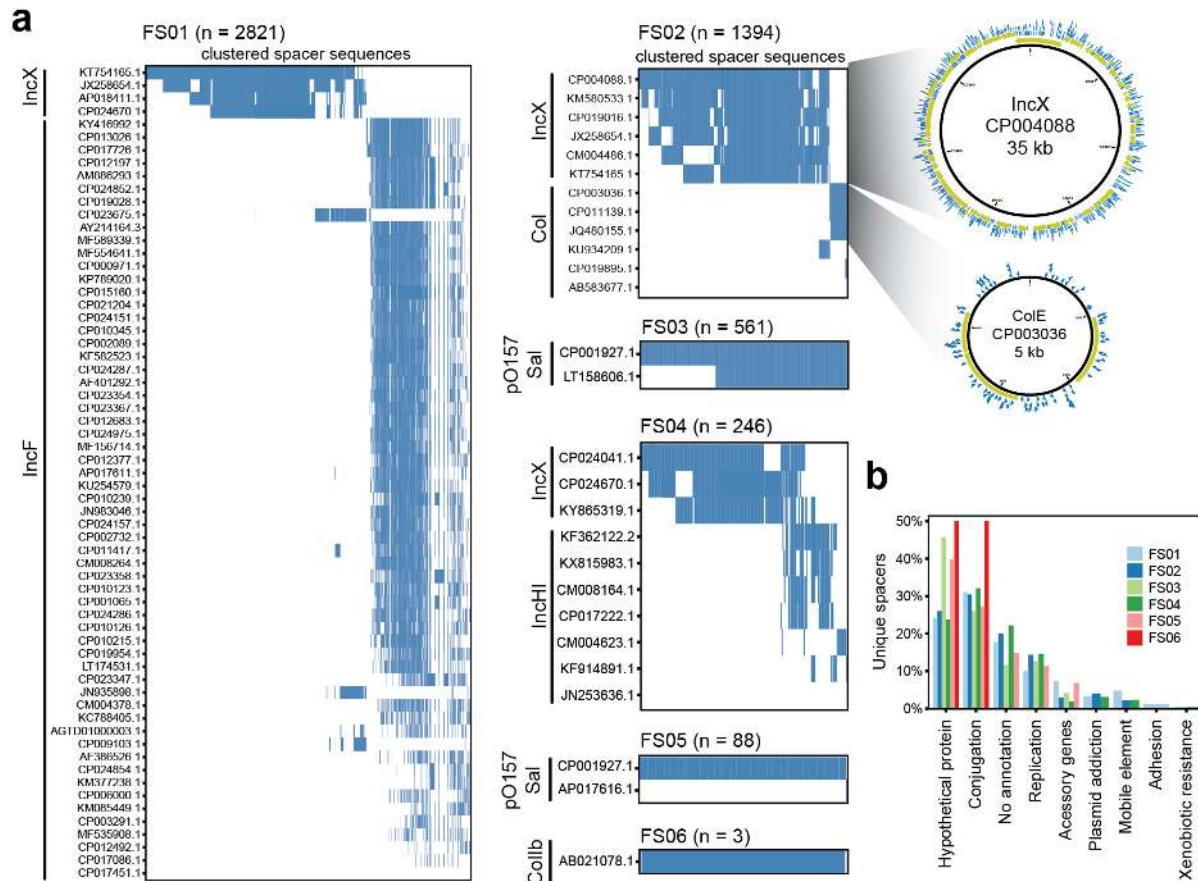 a
FS01 (n = 2821)
clustered spacer sequences
IncX
KT754165.1
JX258654.1
AP018411.1
CP024670.1
IncF
KY416992.1
CP013026.1
CP017726.1
CP012197.1
AM886293.1
CP024852.1
CP019028.1
CP023675.1
AY214164.3
MF589339.1
MF554641.1
CP000971.1
KP789020.1
CP015160.1
CP021204.1
CP024151.1
CP010345.1
CP002089.1
KF582523.1
CP024287.1
AF401292.1
CP023354.1
CP023367.1
CP012683.1
CP024975.1
MF156714.1
CP012377.1
AP017611.1
KU254579.1
CP010239.1
JN983046.1
CP024157.1
CP002732.1
CP011417.1
CM008264.1
CP023358.1
CP010123.1
CP001065.1
CP024286.1
CP010126.1
CP010215.1
CP019954.1
LT174531.1
CP023347.1
JN935898.1
CM004378.1
KC788405.1
AGTD01000003.1
CP009103.1
AF386526.1
CP024854.1
KM377238.1
CP006000.1
KM085449.1
CP003291.1
MF535908.1
CP012492.1
CP017086.1
CP017451.1
FS02 (n = 1394)
clustered spacer sequences
IncX
CP004088.1
KM580533.1
CP019016.1
JX258654.1
CM004486.1
KT754165.1
Col
CP003036.1
CP011139.1
JQ480155.1
KU934209.1
CP019895.1
AB583677.1
IncX
CP004088
35 kb
ColE
CP003036
5 kb
FS03 (n = 561)
pO157
Sal
CP001927.1
LT158606.1
FS04 (n = 246)
IncX
CP024041.1
CP024670.1
KY865319.1
IncHI
KF362122.2
KX815983.1
CM008164.1
CP017222.1
CM004623.1
KF914891.1
JN253636.1
FS05 (n = 88)
pO157
Sal
CP001927.1
AP017616.1
FS06 (n = 3)
ColIb
AB021078.1
b
Unique spacers
50%
40%
30%
20%
10%
0%
FS01
FS02
FS03
FS04
FS05
FS06
Hypothetical protein
Conjugation
No annotation
Replication
Acessory genes
Plasmid addiction
Mobile element
Adhesion
Xenobiotic resistance